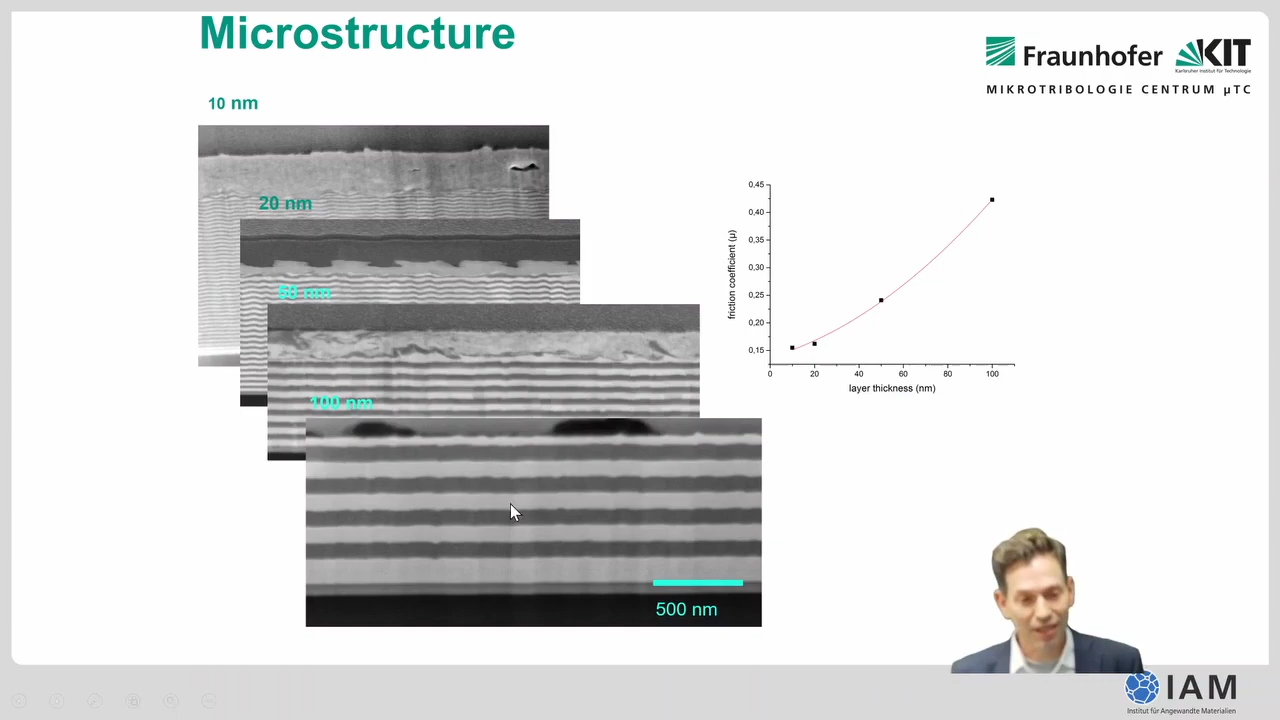 Microstructure
Fraunhofer
KIT
Karlsruher Institut für Technologie
MIKROTRIBOLOGIE CENTRUM µTC
10 nm
20 nm
50 nm
100 nm
500 nm
0,45
0,40
0,35
0,30
0,25
0,20
0,15
friction coefficient (µ)
0 20 40 60 80 100
layer thickness (nm)
IAM
Institut für Angewandte Materialien